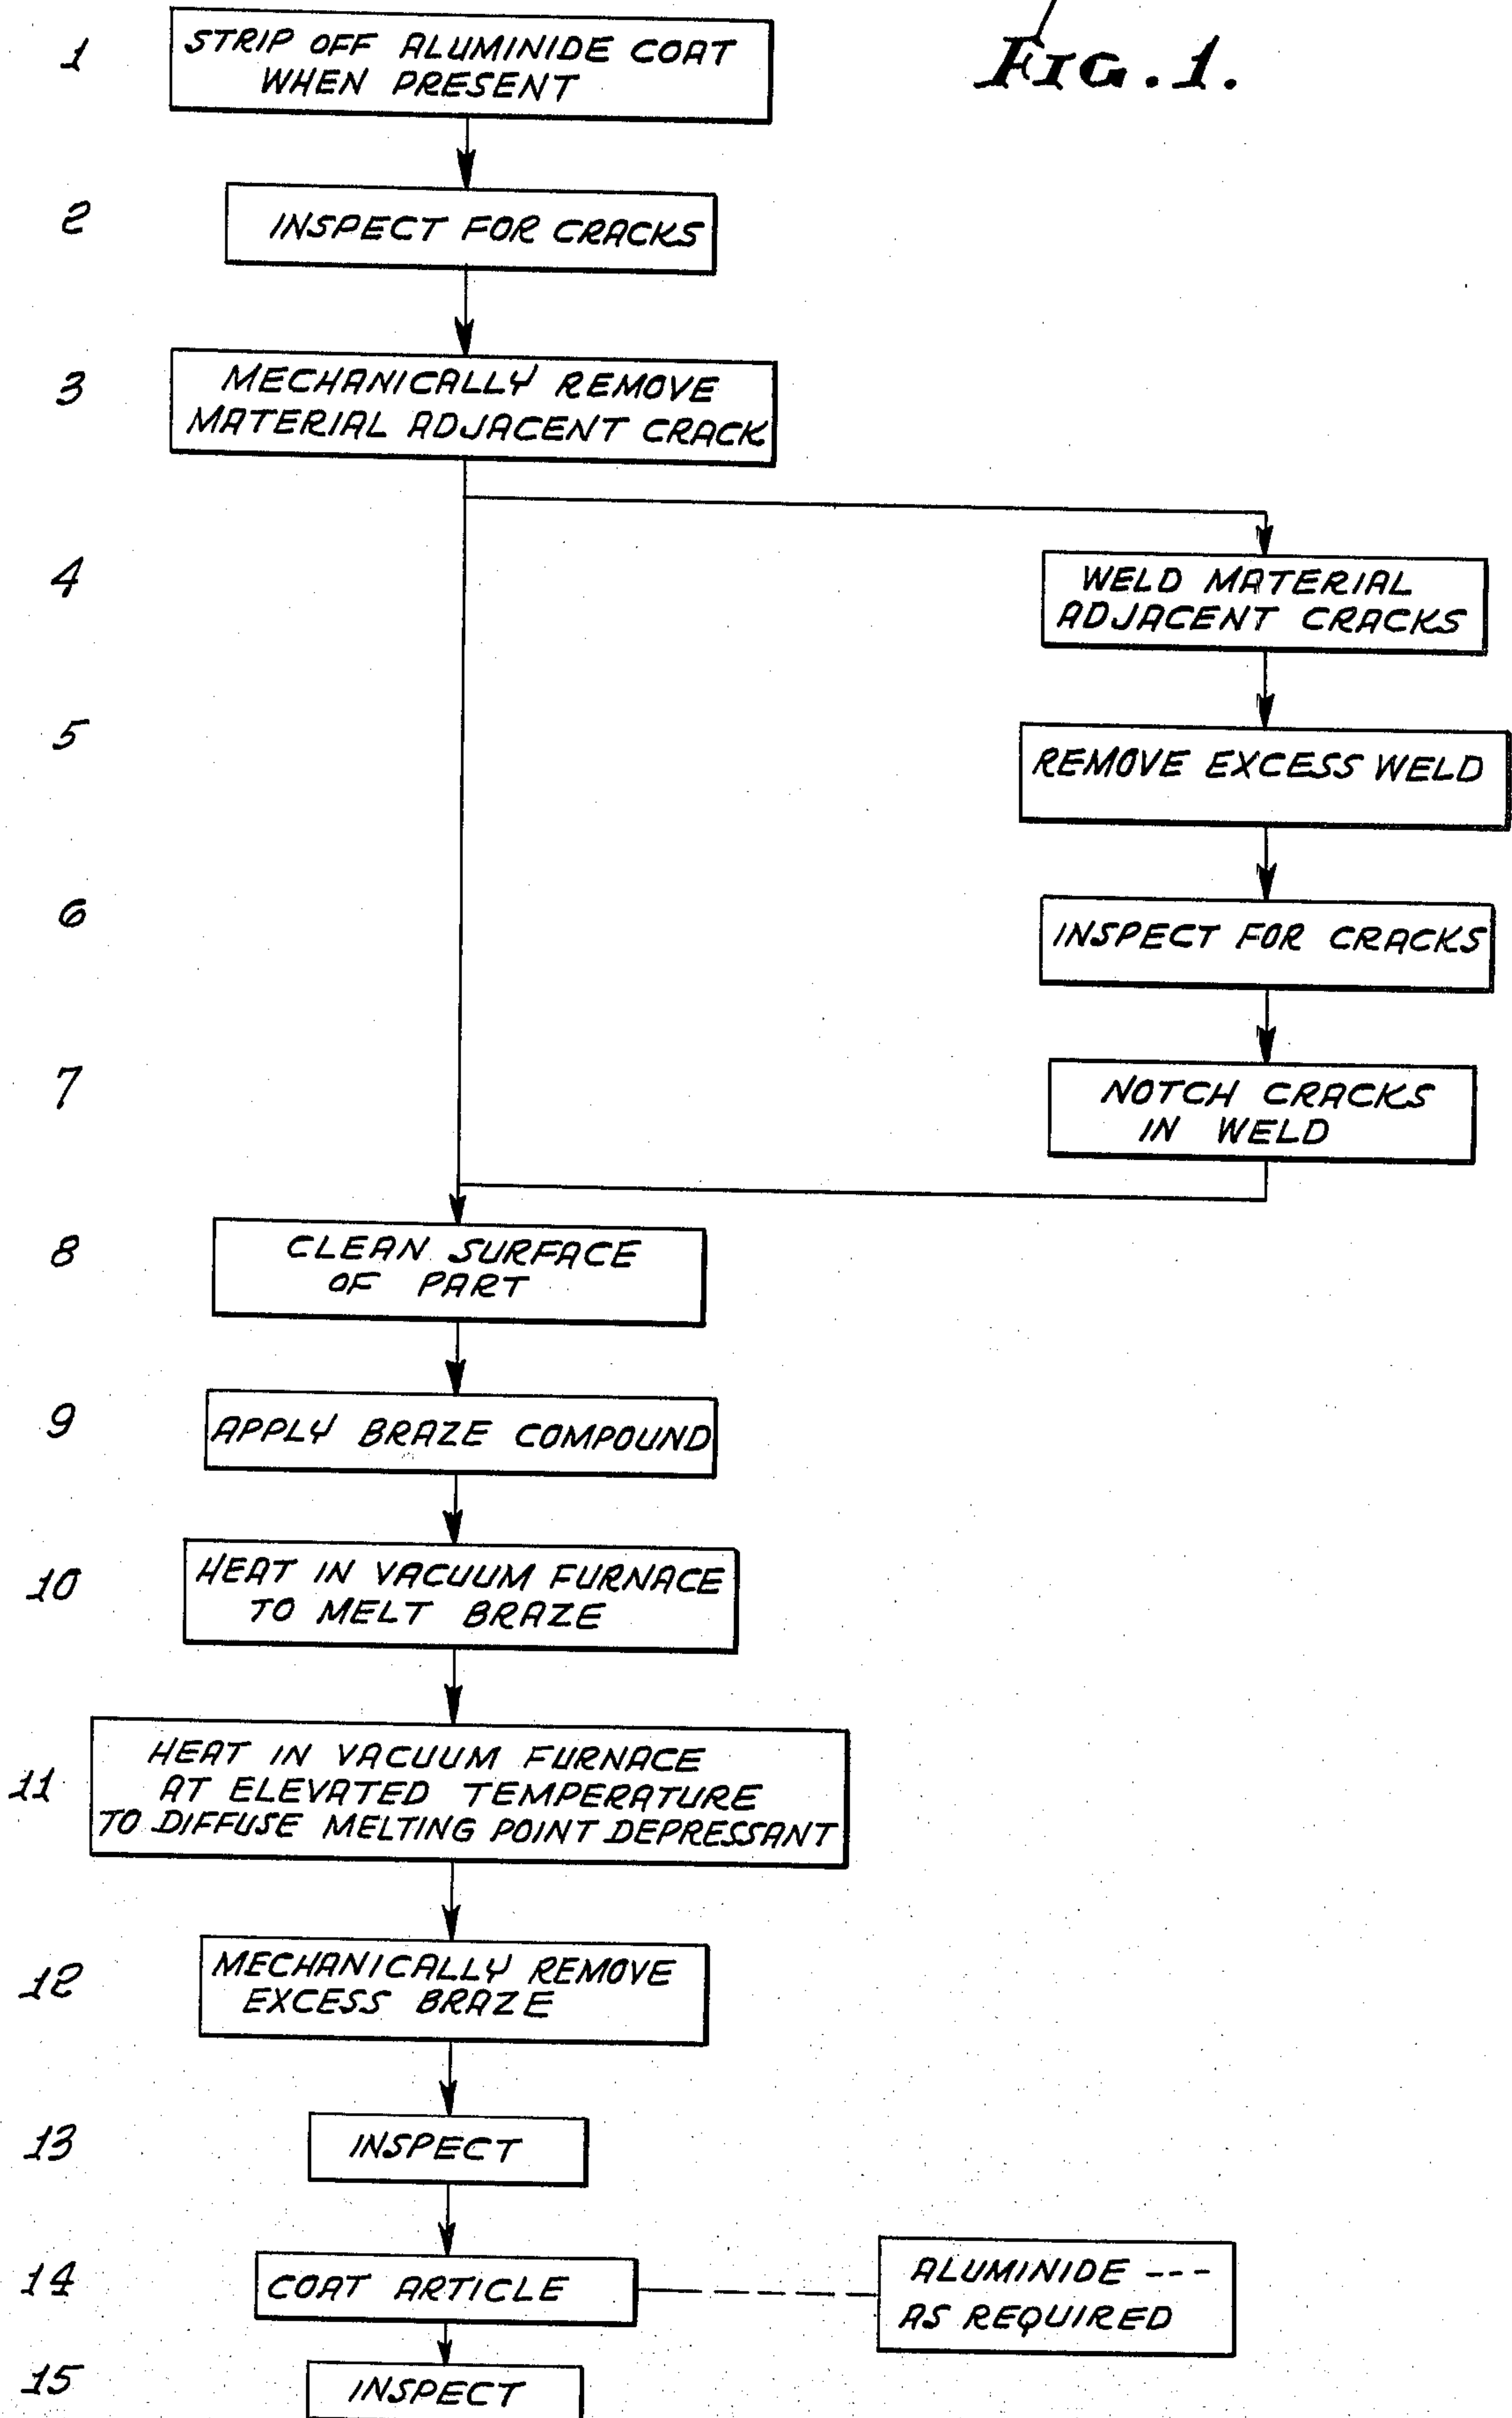 FIG. 1.
1
STRIP OFF ALUMINIDE COAT
WHEN PRESENT
2
INSPECT FOR CRACKS
3
MECHANICALLY REMOVE
MATERIAL ADJACENT CRACK
4
WELD MATERIAL
ADJACENT CRACKS
5
REMOVE EXCESS WELD
6
INSPECT FOR CRACKS
7
NOTCH CRACKS
IN WELD
8
CLEAN SURFACE
OF PART
9
APPLY BRAZE COMPOUND
10
HEAT IN VACUUM FURNACE
TO MELT BRAZE
11
HEAT IN VACUUM FURNACE
AT ELEVATED TEMPERATURE
TO DIFFUSE MELTING POINT DEPRESSANT
12
MECHANICALLY REMOVE
EXCESS BRAZE
13
INSPECT
14
COAT ARTICLE
ALUMINIDE ---
AS REQUIRED
15
INSPECT